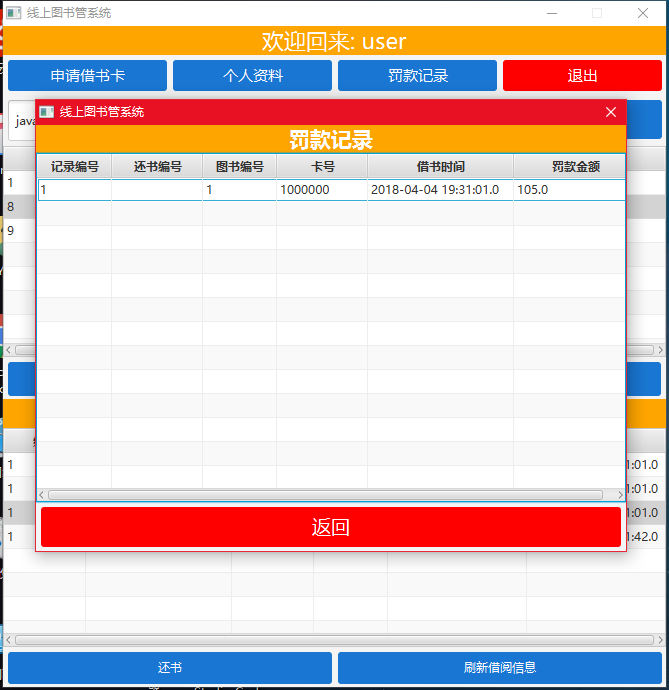 线上图书管系统
欢迎回来: user
申请借书卡 个人资料 罚款记录 退出
java
线上图书管系统
罚款记录
记录编号 还书编号 图书编号 卡号 借书时间 罚款金额
1 1 1000000 2018-04-04 19:31:01.0 105.0
1
8
9
返回
1 1:01.0
1 1:01.0
1 1:01.0
1 1:42.0
还书 刷新借阅信息